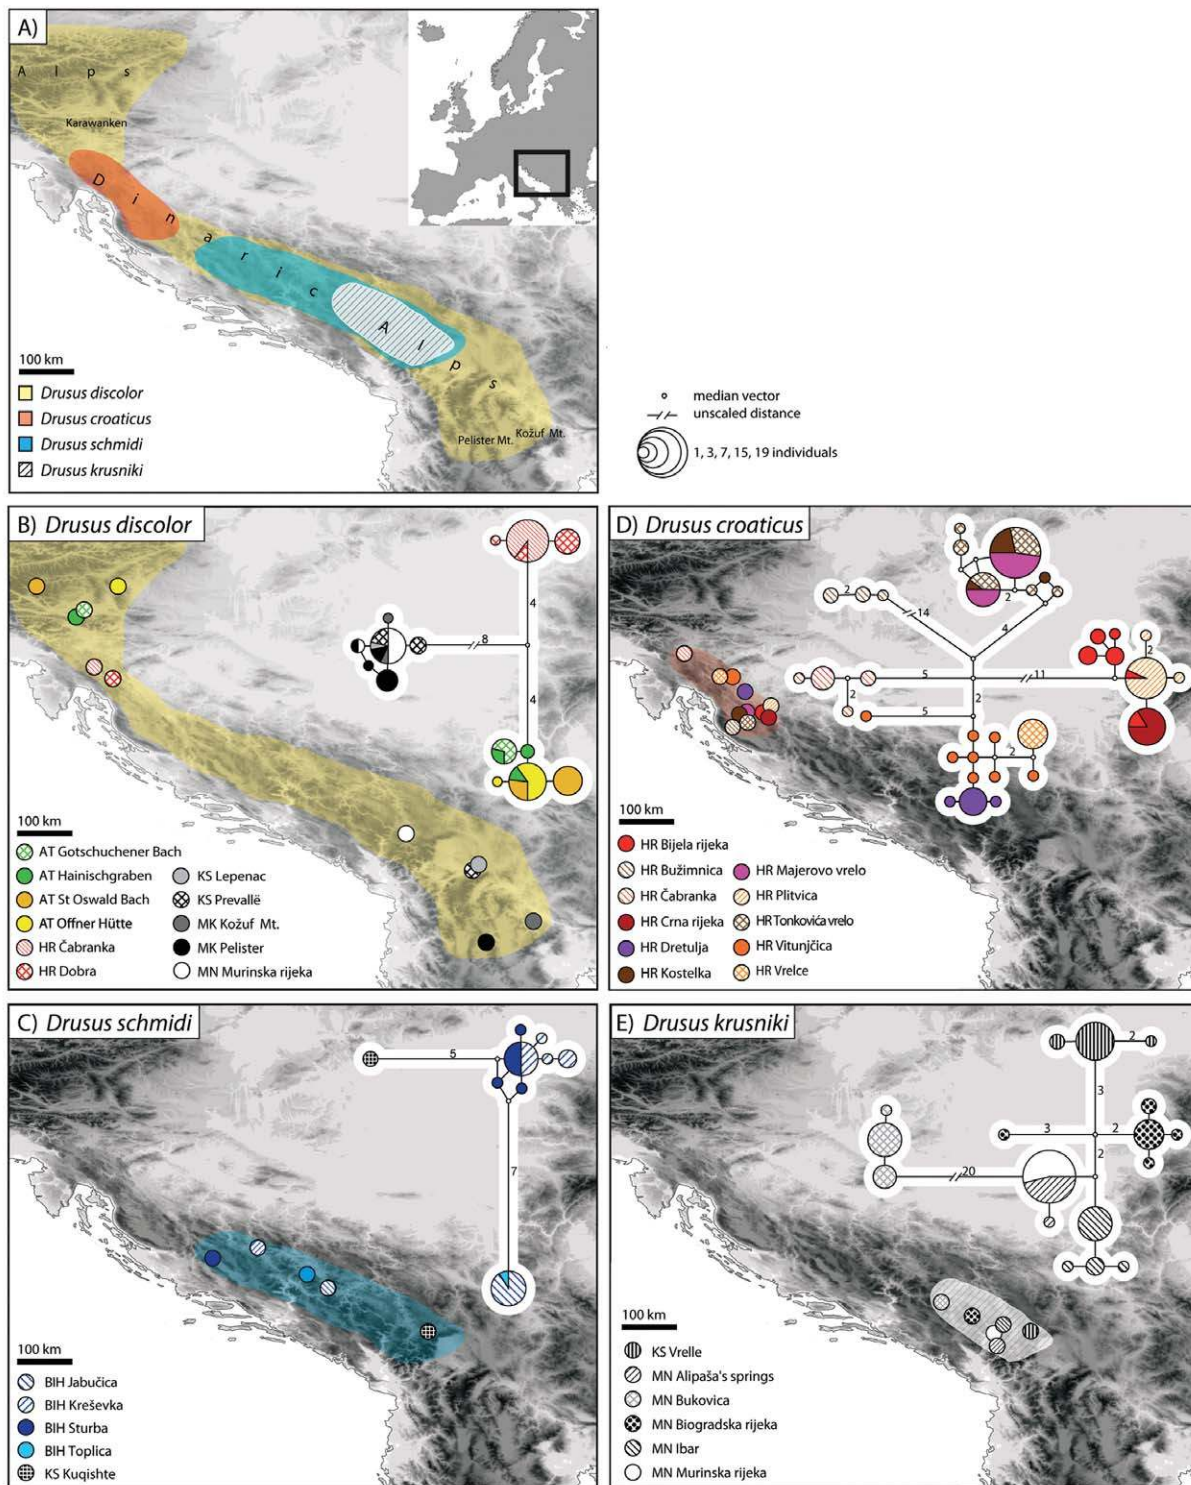 A)
A l p s
Karawanken
D i n a r i c A l p s
Pelister Mt.
Kožuf Mt.
100 km
Drusus discolor
Drusus croaticus
Drusus schmidi
Drusus krusniki
median vector
unscaled distance
1, 3, 7, 15, 19 individuals
B) Drusus discolor
4
8
4
100 km
AT Gotschuchener Bach
AT Hainischgraben
AT St Oswald Bach
AT Offner Hütte
HR Čabranka
HR Dobra
KS Lepenac
KS Prevallë
MK Kožuf Mt.
MK Pelister
MN Murinska rijeka
D) Drusus croaticus
2
14
2
4
2
5
11
2
2
5
2
100 km
HR Bijela rijeka
HR Bužimnica
HR Čabranka
HR Crna rijeka
HR Dretulja
HR Kostelka
HR Majerovo vrelo
HR Plitvica
HR Tonkovića vrelo
HR Vitunjčica
HR Vrelce
C) Drusus schmidi
5
7
100 km
BIH Jabučica
BIH Kreševka
BIH Sturba
BIH Toplica
KS Kuqishte
E) Drusus krusniki
2
3
3
2
2
20
100 km
KS Vrelle
MN Alipaša's springs
MN Bukovica
MN Biogradska rijeka
MN Ibar
MN Murinska rijeka